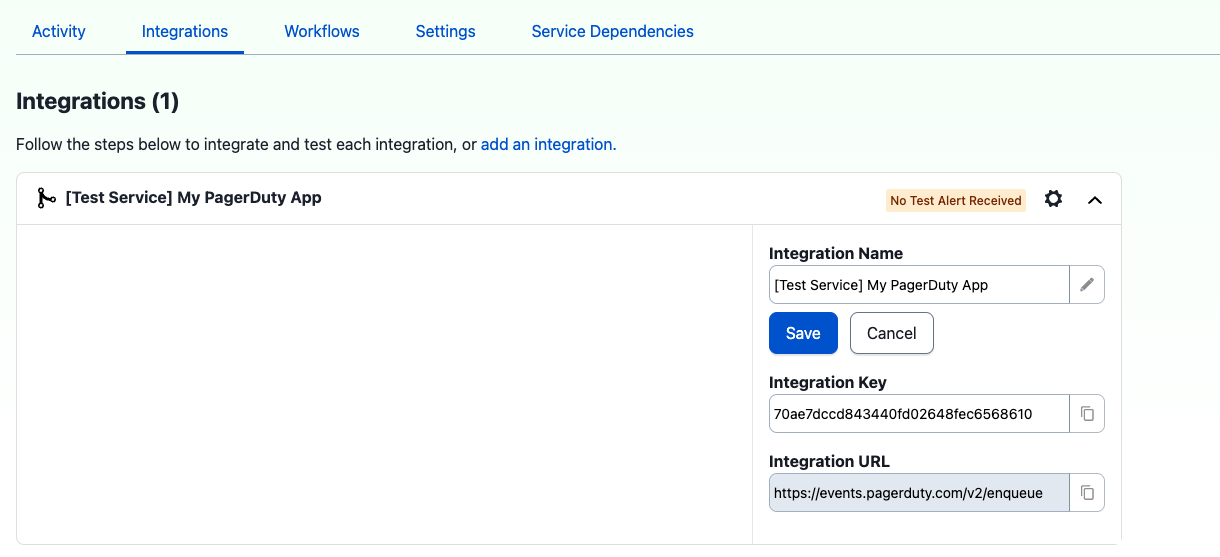 Activity Integrations Workflows Settings Service Dependencies
Integrations (1)
Follow the steps below to integrate and test each integration, or add an integration.
[Test Service] My PagerDuty App No Test Alert Received
Integration Name
[Test Service] My PagerDuty App
Save Cancel
Integration Key
70ae7dccd843440fd02648fec6568610
Integration URL
https://events.pagerduty.com/v2/enqueue